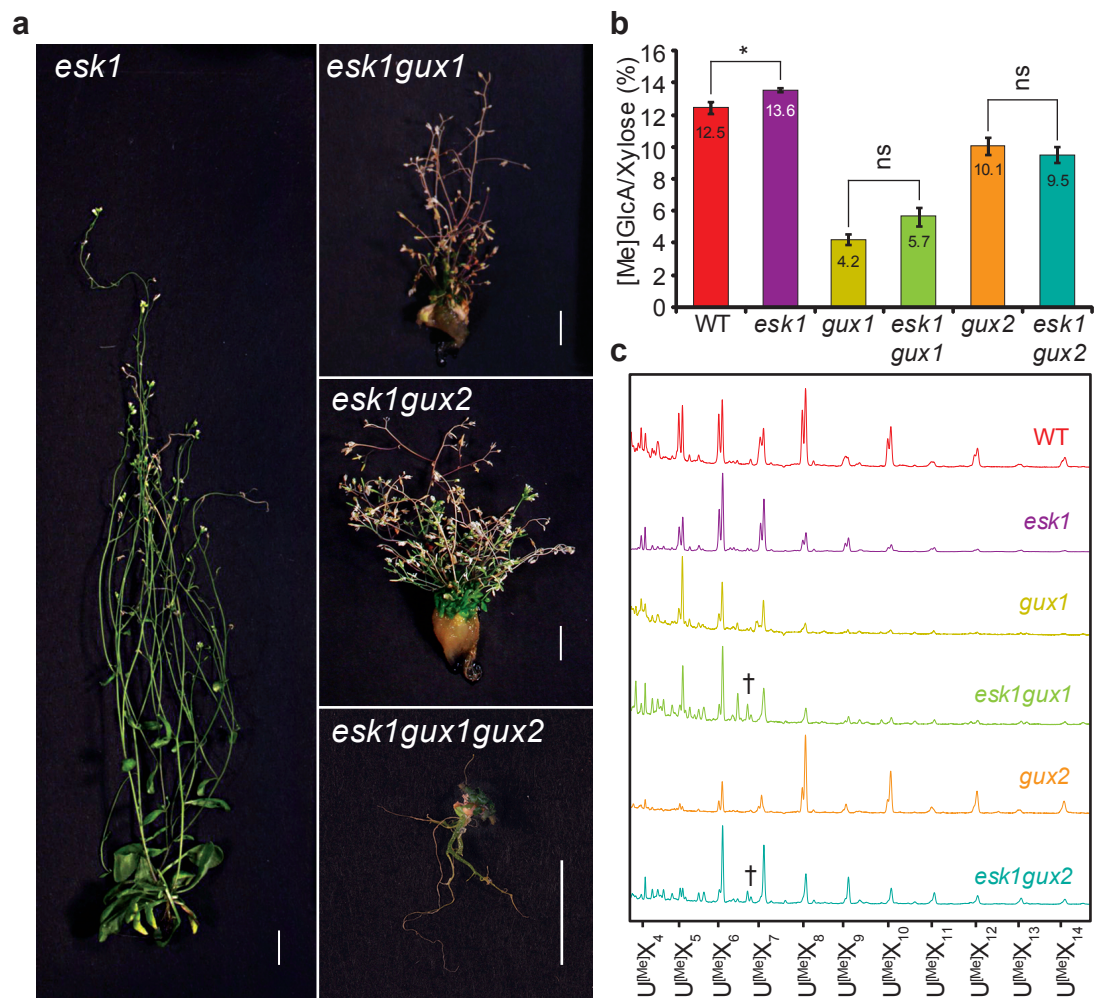 a
esk1
esk1gux1
esk1gux2
esk1gux1gux2
b
[Me]GlcA/Xylose (%)
16
14
12
10
8
6
4
2
0
*
ns
ns
12.5
13.6
4.2
5.7
10.1
9.5
WT
esk1
gux1
esk1 gux1
gux2
esk1 gux2
c
WT
esk1
gux1
esk1gux1
†
gux2
esk1gux2
†
U[Me]X4
U[Me]X5
U[Me]X6
U[Me]X7
U[Me]X8
U[Me]X9
U[Me]X10
U[Me]X11
U[Me]X12
U[Me]X13
U[Me]X14